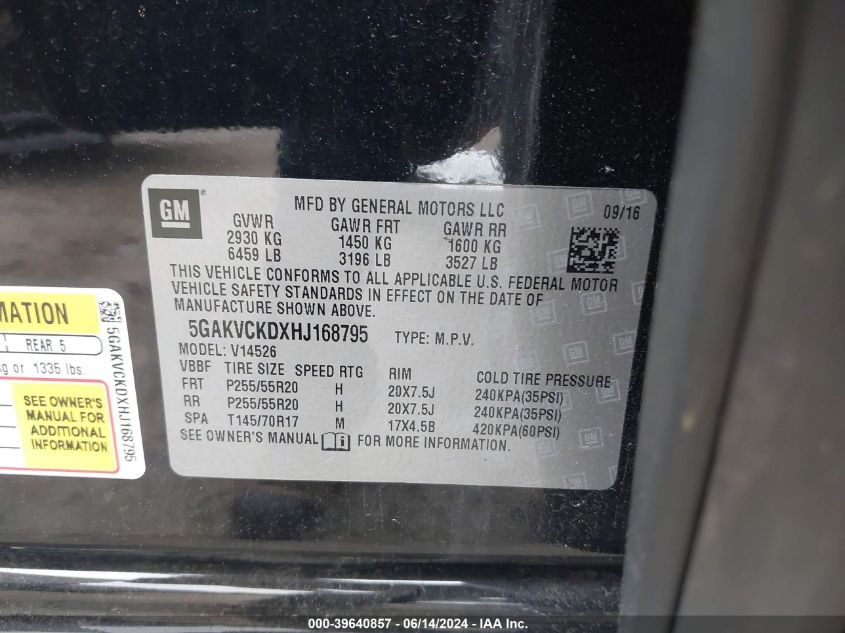 GM
MFD BY GENERAL MOTORS LLC 09/16
GVWR GAWR FRT GAWR RR
2930 KG 1450 KG 1600 KG
6459 LB 3196 LB 3527 LB
THIS VEHICLE CONFORMS TO ALL APPLICABLE U.S. FEDERAL MOTOR
VEHICLE SAFETY STANDARDS IN EFFECT ON THE DATE OF
MANUFACTURE SHOWN ABOVE.
5GAKVCKDXHJ168795 TYPE: M.P.V.
MODEL: V14526
VBBF TIRE SIZE SPEED RTG RIM COLD TIRE PRESSURE
FRT P255/55R20 H 20X7.5J 240KPA(35PSI)
RR P255/55R20 H 20X7.5J 240KPA(35PSI)
SPA T145/70R17 M 17X4.5B 420KPA(60PSI)
SEE OWNER'S MANUAL FOR MORE INFORMATION.
MATION
REAR 5
kg or 1335 lbs.
SEE OWNER'S
MANUAL FOR
ADDITIONAL
INFORMATION
5GAKVCKDXHJ168795
000-39640857 - 06/14/2024 - IAAI.com